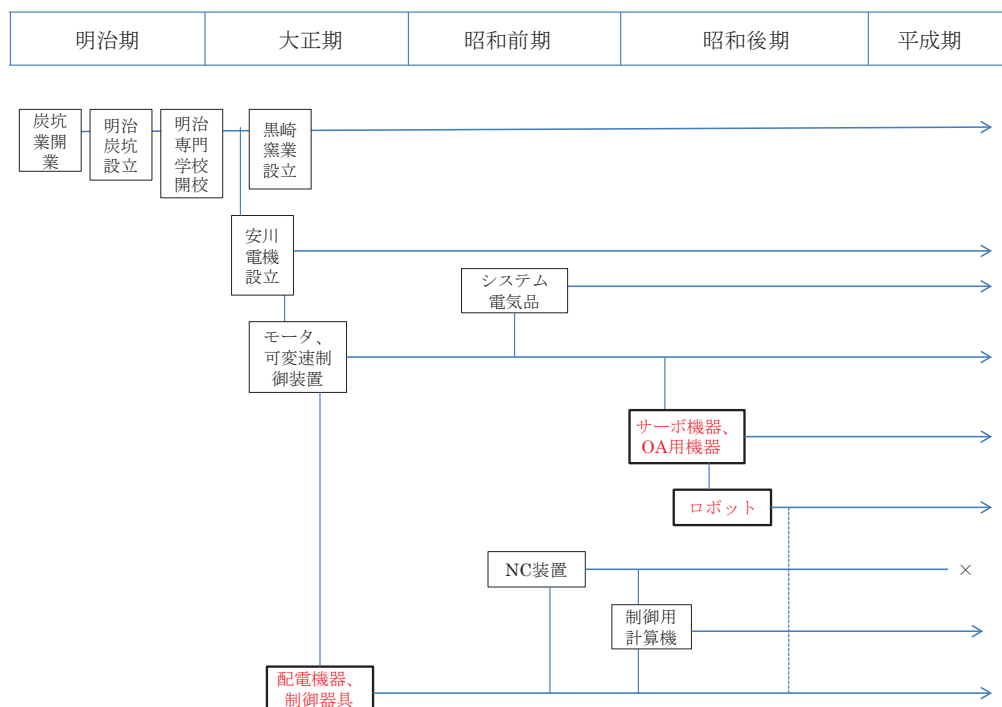 明治期
大正期
昭和前期
昭和後期
平成期
炭坑
業開
業
明治
炭坑
設立
明治
専門
学校
開校
黒崎
窯業
設立
安川
電機
設立
システム
電気品
モータ、
可変速制
御装置
サーボ機器、
OA用機器
ロボット
NC装置
×
制御用
計算機
配電機器、
制御器具